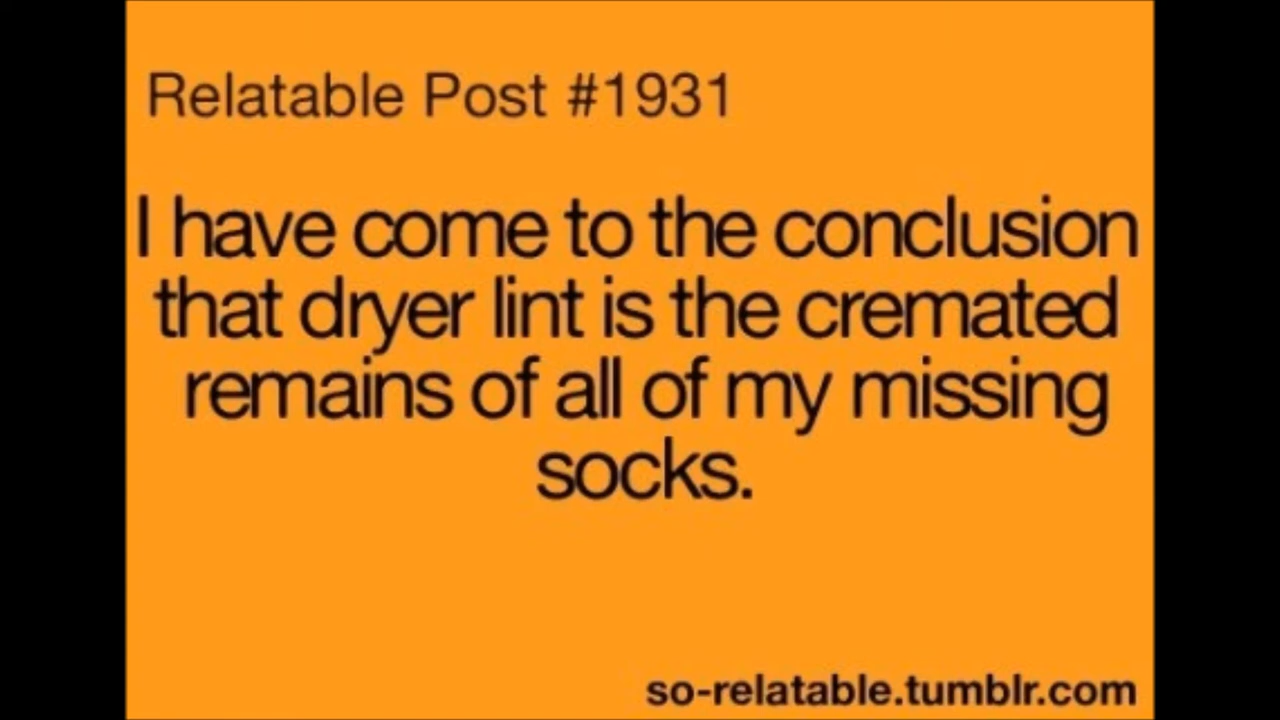 Relatable Post #1931
I have come to the conclusion
that dryer lint is the cremated
remains of all of my missing
socks.
so-relatable.tumblr.com